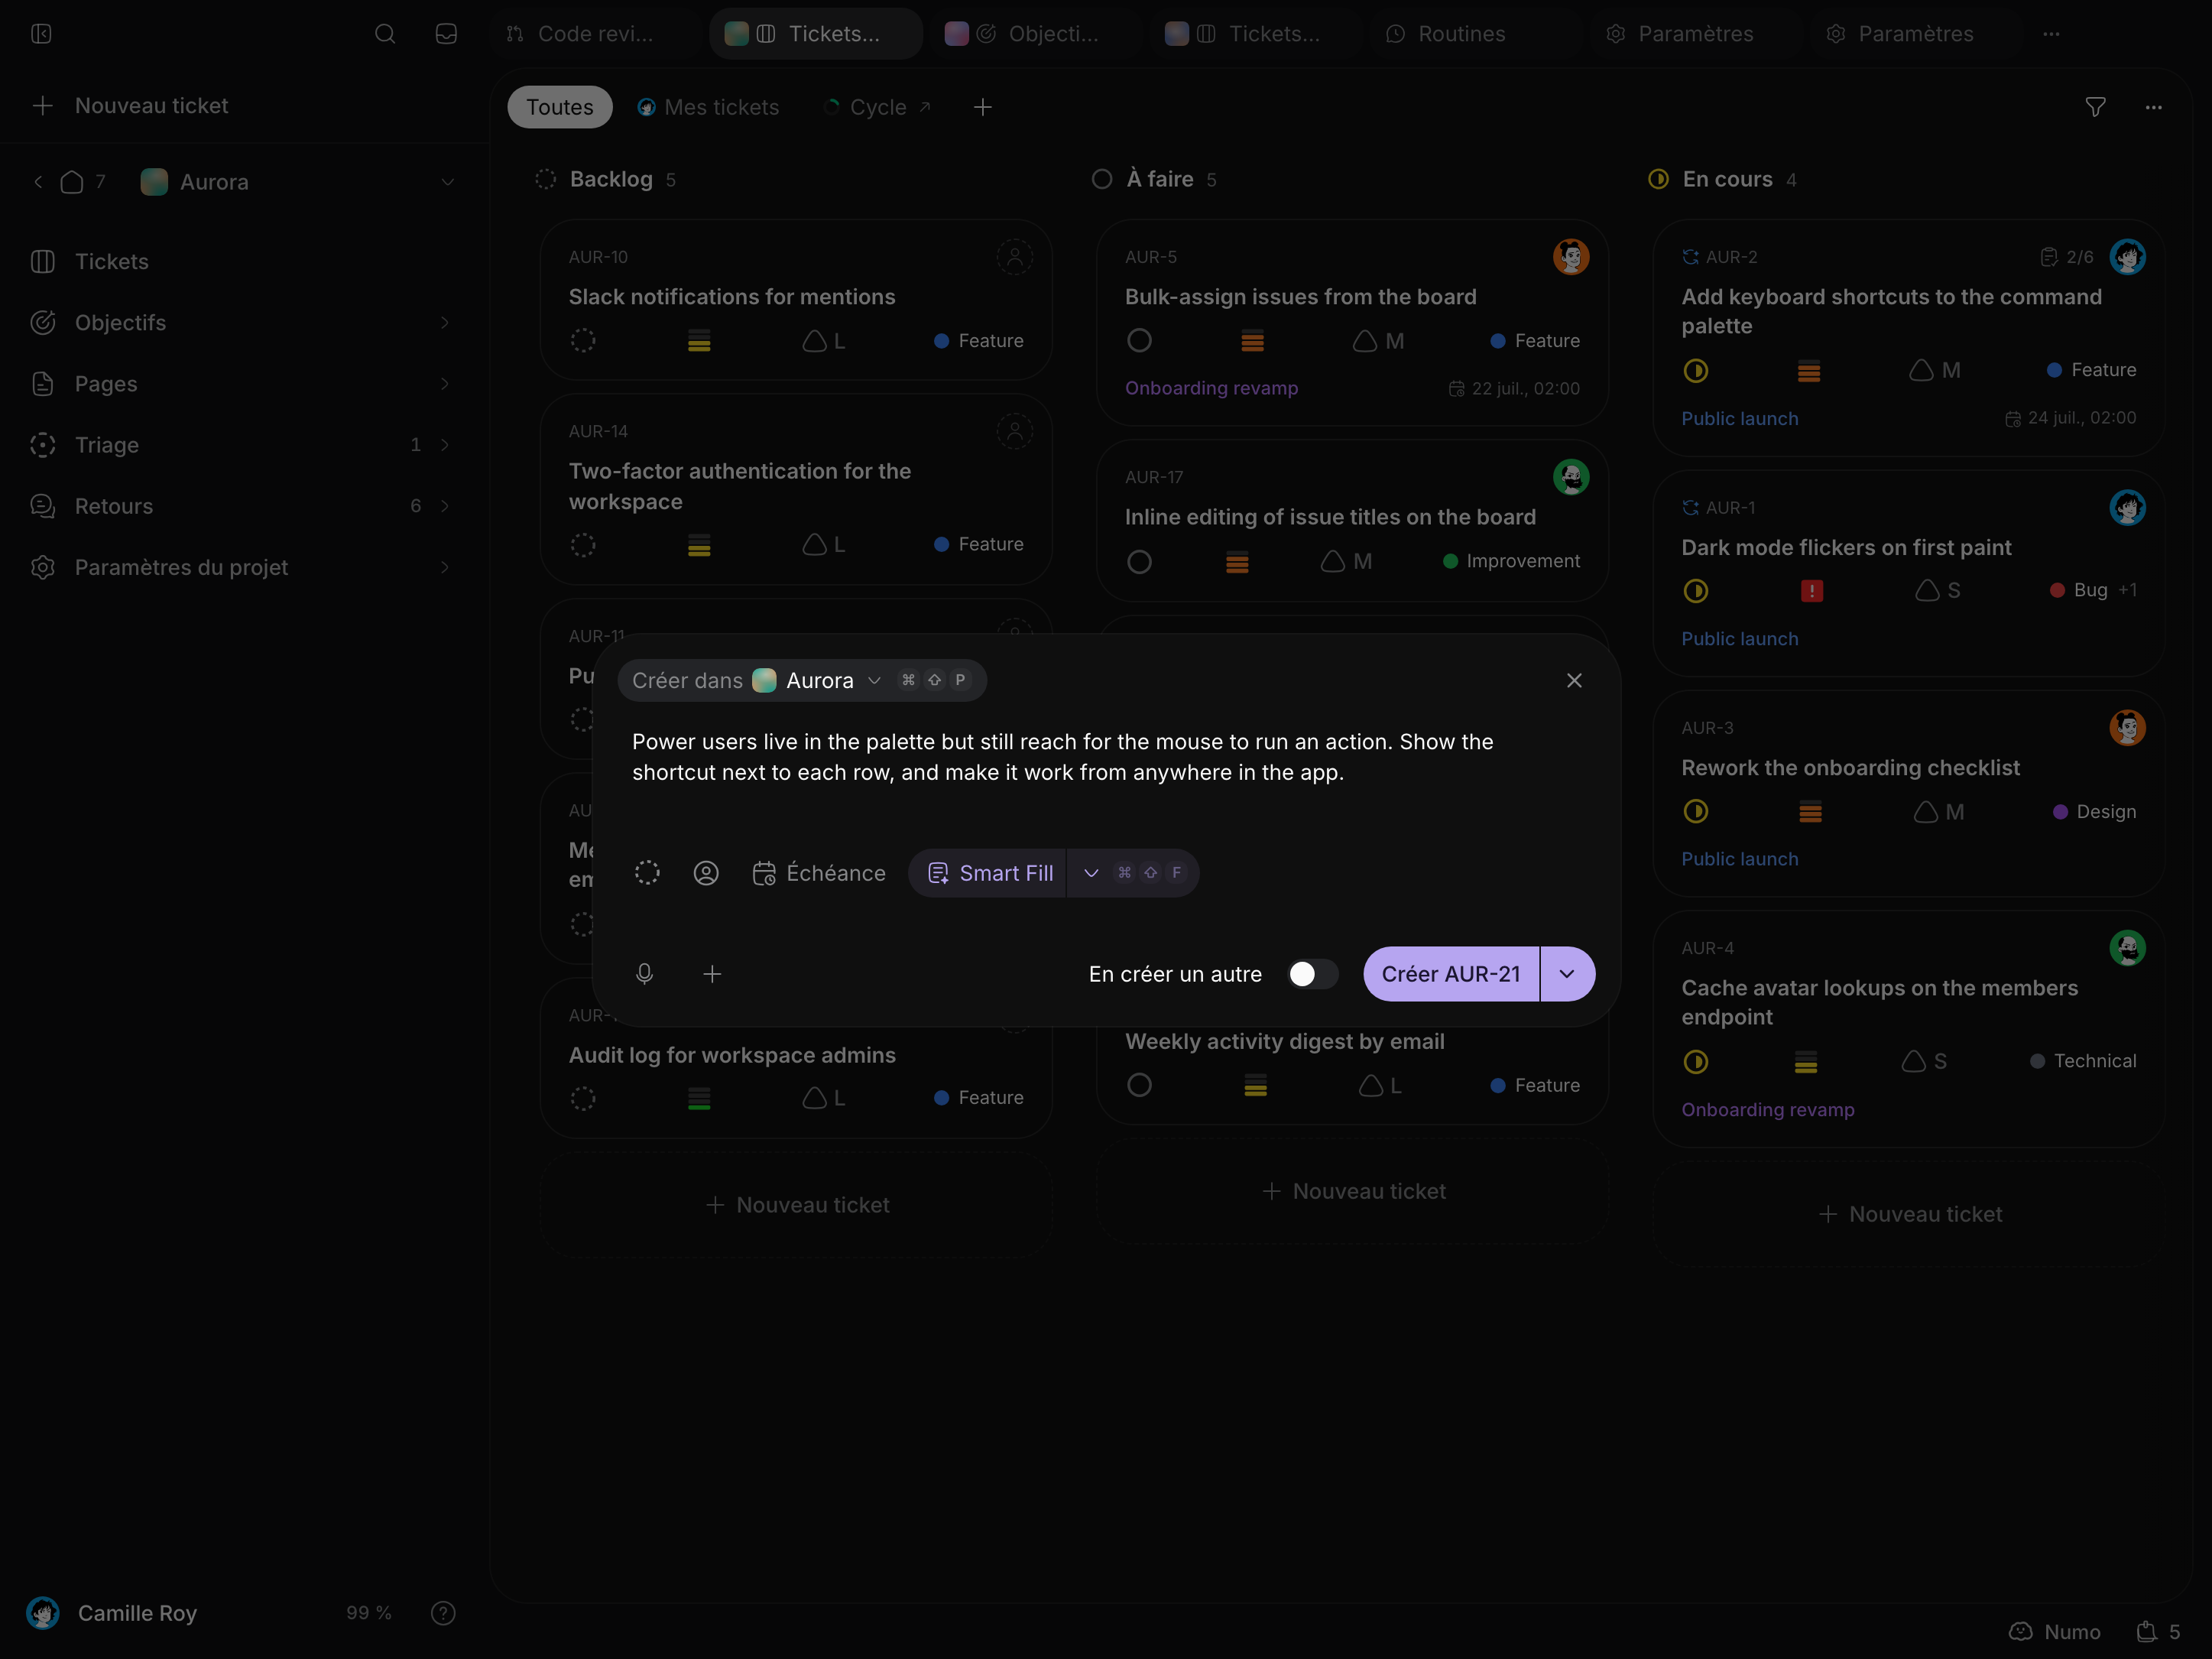 Code revi...
Tickets...
Objecti...
Tickets...
Routines
Paramètres
Paramètres
Nouveau ticket
7
Aurora
Tickets
Objectifs
Pages
Triage
1
Retours
6
Paramètres du projet
Toutes
Mes tickets
Cycle
Backlog 5
AUR-10
Slack notifications for mentions
L
Feature
AUR-14
Two-factor authentication for the
workspace
L
Feature
AUR-11
Pu
AU
Me
em
AUR-
Audit log for workspace admins
L
Feature
Nouveau ticket
À faire 5
AUR-5
Bulk-assign issues from the board
M
Feature
Onboarding revamp
22 juil., 02:00
AUR-17
Inline editing of issue titles on the board
M
Improvement
Weekly activity digest by email
L
Feature
Nouveau ticket
En cours 4
AUR-2
2/6
Add keyboard shortcuts to the command
palette
M
Feature
Public launch
24 juil., 02:00
AUR-1
Dark mode flickers on first paint
S
Bug +1
Public launch
AUR-3
Rework the onboarding checklist
M
Design
Public launch
AUR-4
Cache avatar lookups on the members
endpoint
S
Technical
Onboarding revamp
Nouveau ticket
Créer dans Aurora ⌘ ⇧ P
Power users live in the palette but still reach for the mouse to run an action. Show the
shortcut next to each row, and make it work from anywhere in the app.
Échéance
Smart Fill
⌘ ⇧ F
En créer un autre
Créer AUR-21
Camille Roy
99 %
Numo
5